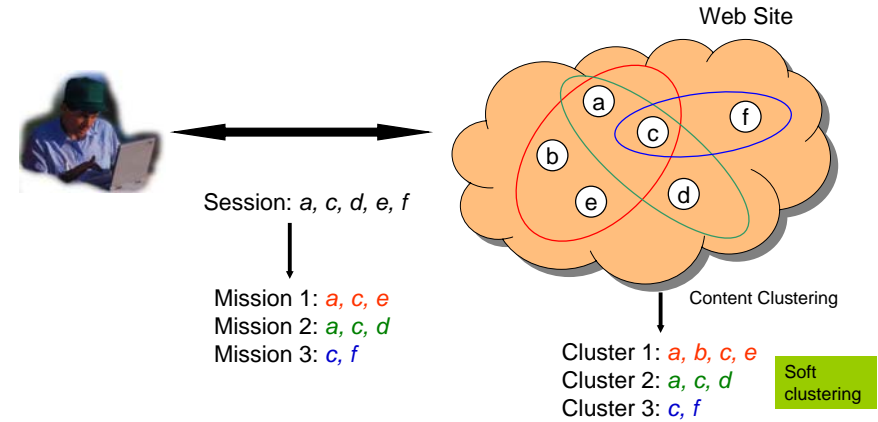 Web Site
a
f
c
b
e
d
Session: a, c, d, e, f
Mission 1: a, c, e
Mission 2: a, c, d
Mission 3: c, f
Content Clustering
Cluster 1: a, b, c, e
Cluster 2: a, c, d
Cluster 3: c, f
Soft
clustering